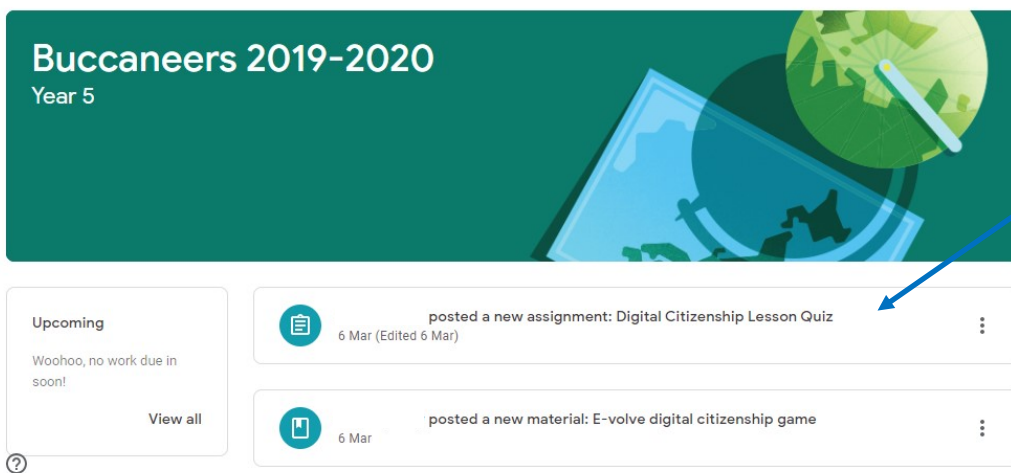 Buccaneers 2019-2020
Year 5
Upcoming
Woohoo, no work due in
soon!
View all
posted a new assignment: Digital Citizenship Lesson Quiz
6 Mar (Edited 6 Mar)
posted a new material: E-volve digital citizenship game
6 Mar